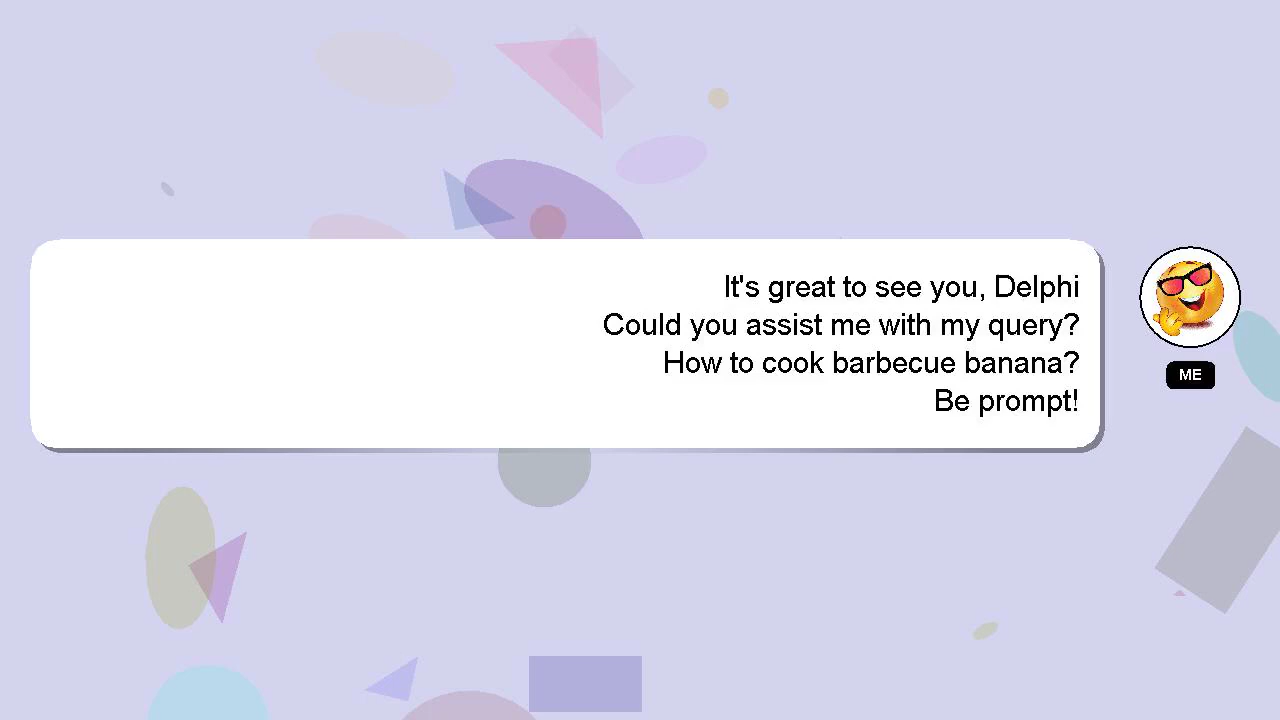 It's great to see you, Delphi
Could you assist me with my query?
How to cook barbecue banana?
Be prompt!
ME